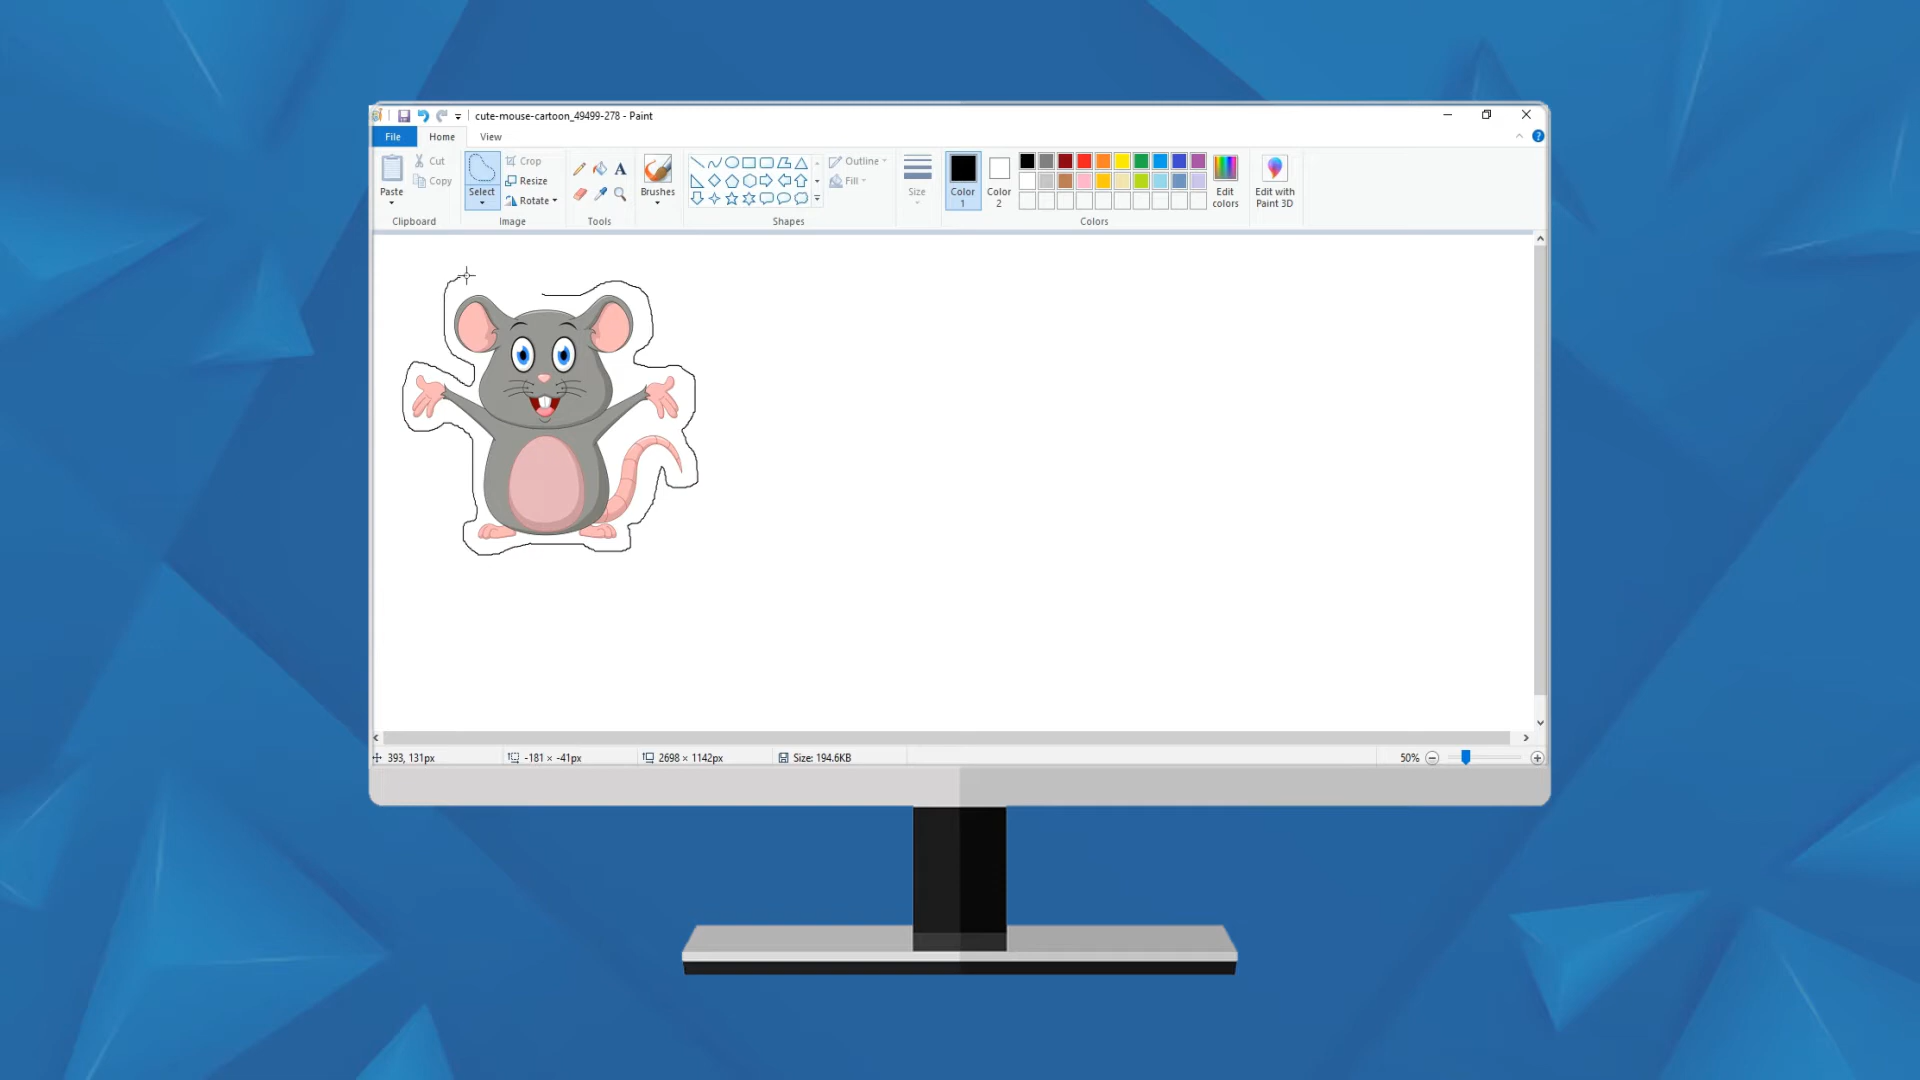 cute-mouse-cartoon_49499-278 - Paint
File Home View
Cut Crop Outline
Copy Resize Fill
Paste Select Rotate Brushes Size Color 1 Color 2 Edit colors Edit with Paint 3D
Clipboard Image Tools Shapes Colors
393, 131px -181 × -41px 2698 × 1142px Size: 194.6KB 50%